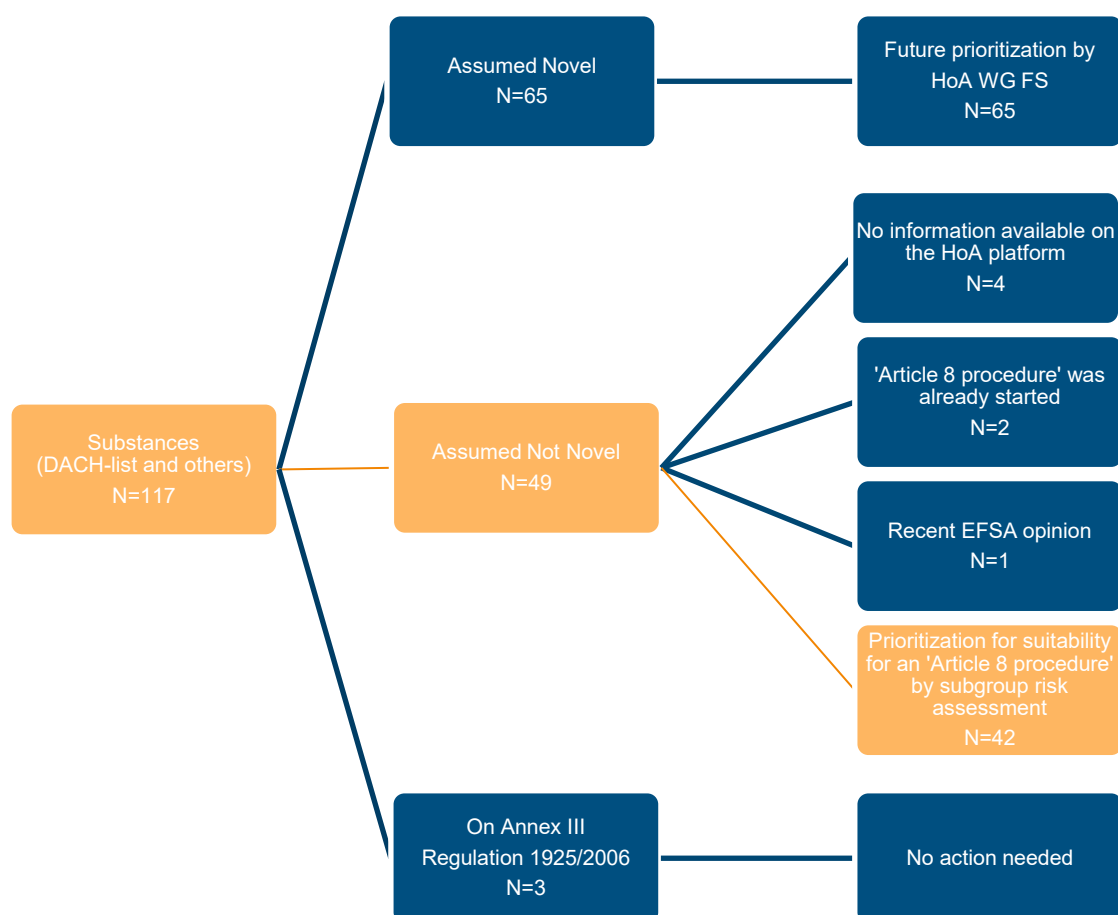 Substances
(DACH-list and others)
N=117
Assumed Novel
N=65
Future prioritization by
HoA WG FS
N=65
Assumed Not Novel
N=49
No information available on
the HoA platform
N=4
'Article 8 procedure' was
already started
N=2
Recent EFSA opinion
N=1
Prioritization for suitability
for an 'Article 8 procedure'
by subgroup risk
assessment
N=42
On Annex III
Regulation 1925/2006
N=3
No action needed